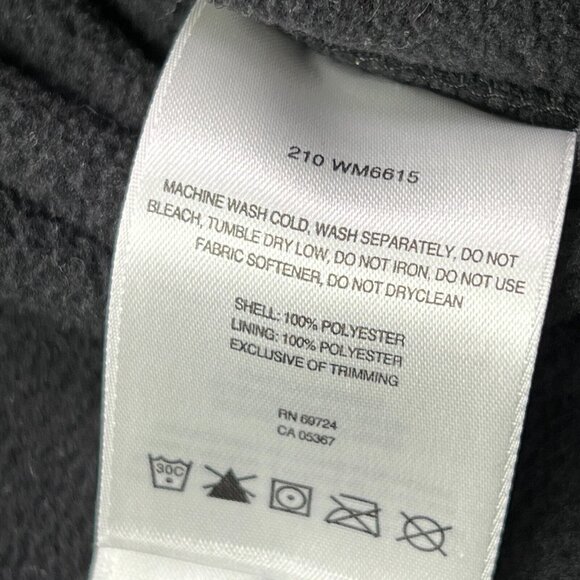 210 WM6615
MACHINE WASH COLD, WASH SEPARATELY, DO NOT
BLEACH, TUMBLE DRY LOW, DO NOT IRON, DO NOT USE
FABRIC SOFTENER, DO NOT DRYCLEAN
SHELL: 100% POLYESTER
LINING: 100% POLYESTER
EXCLUSIVE OF TRIMMING
RN 69724
CA 05367
30C